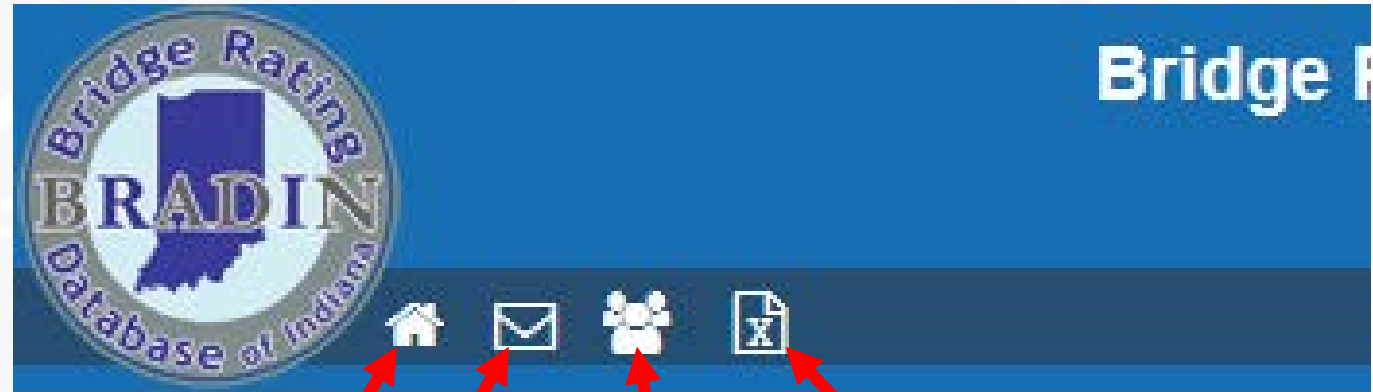 Bridge Rating
BRADIN
Database of Indiana
Bridge
X